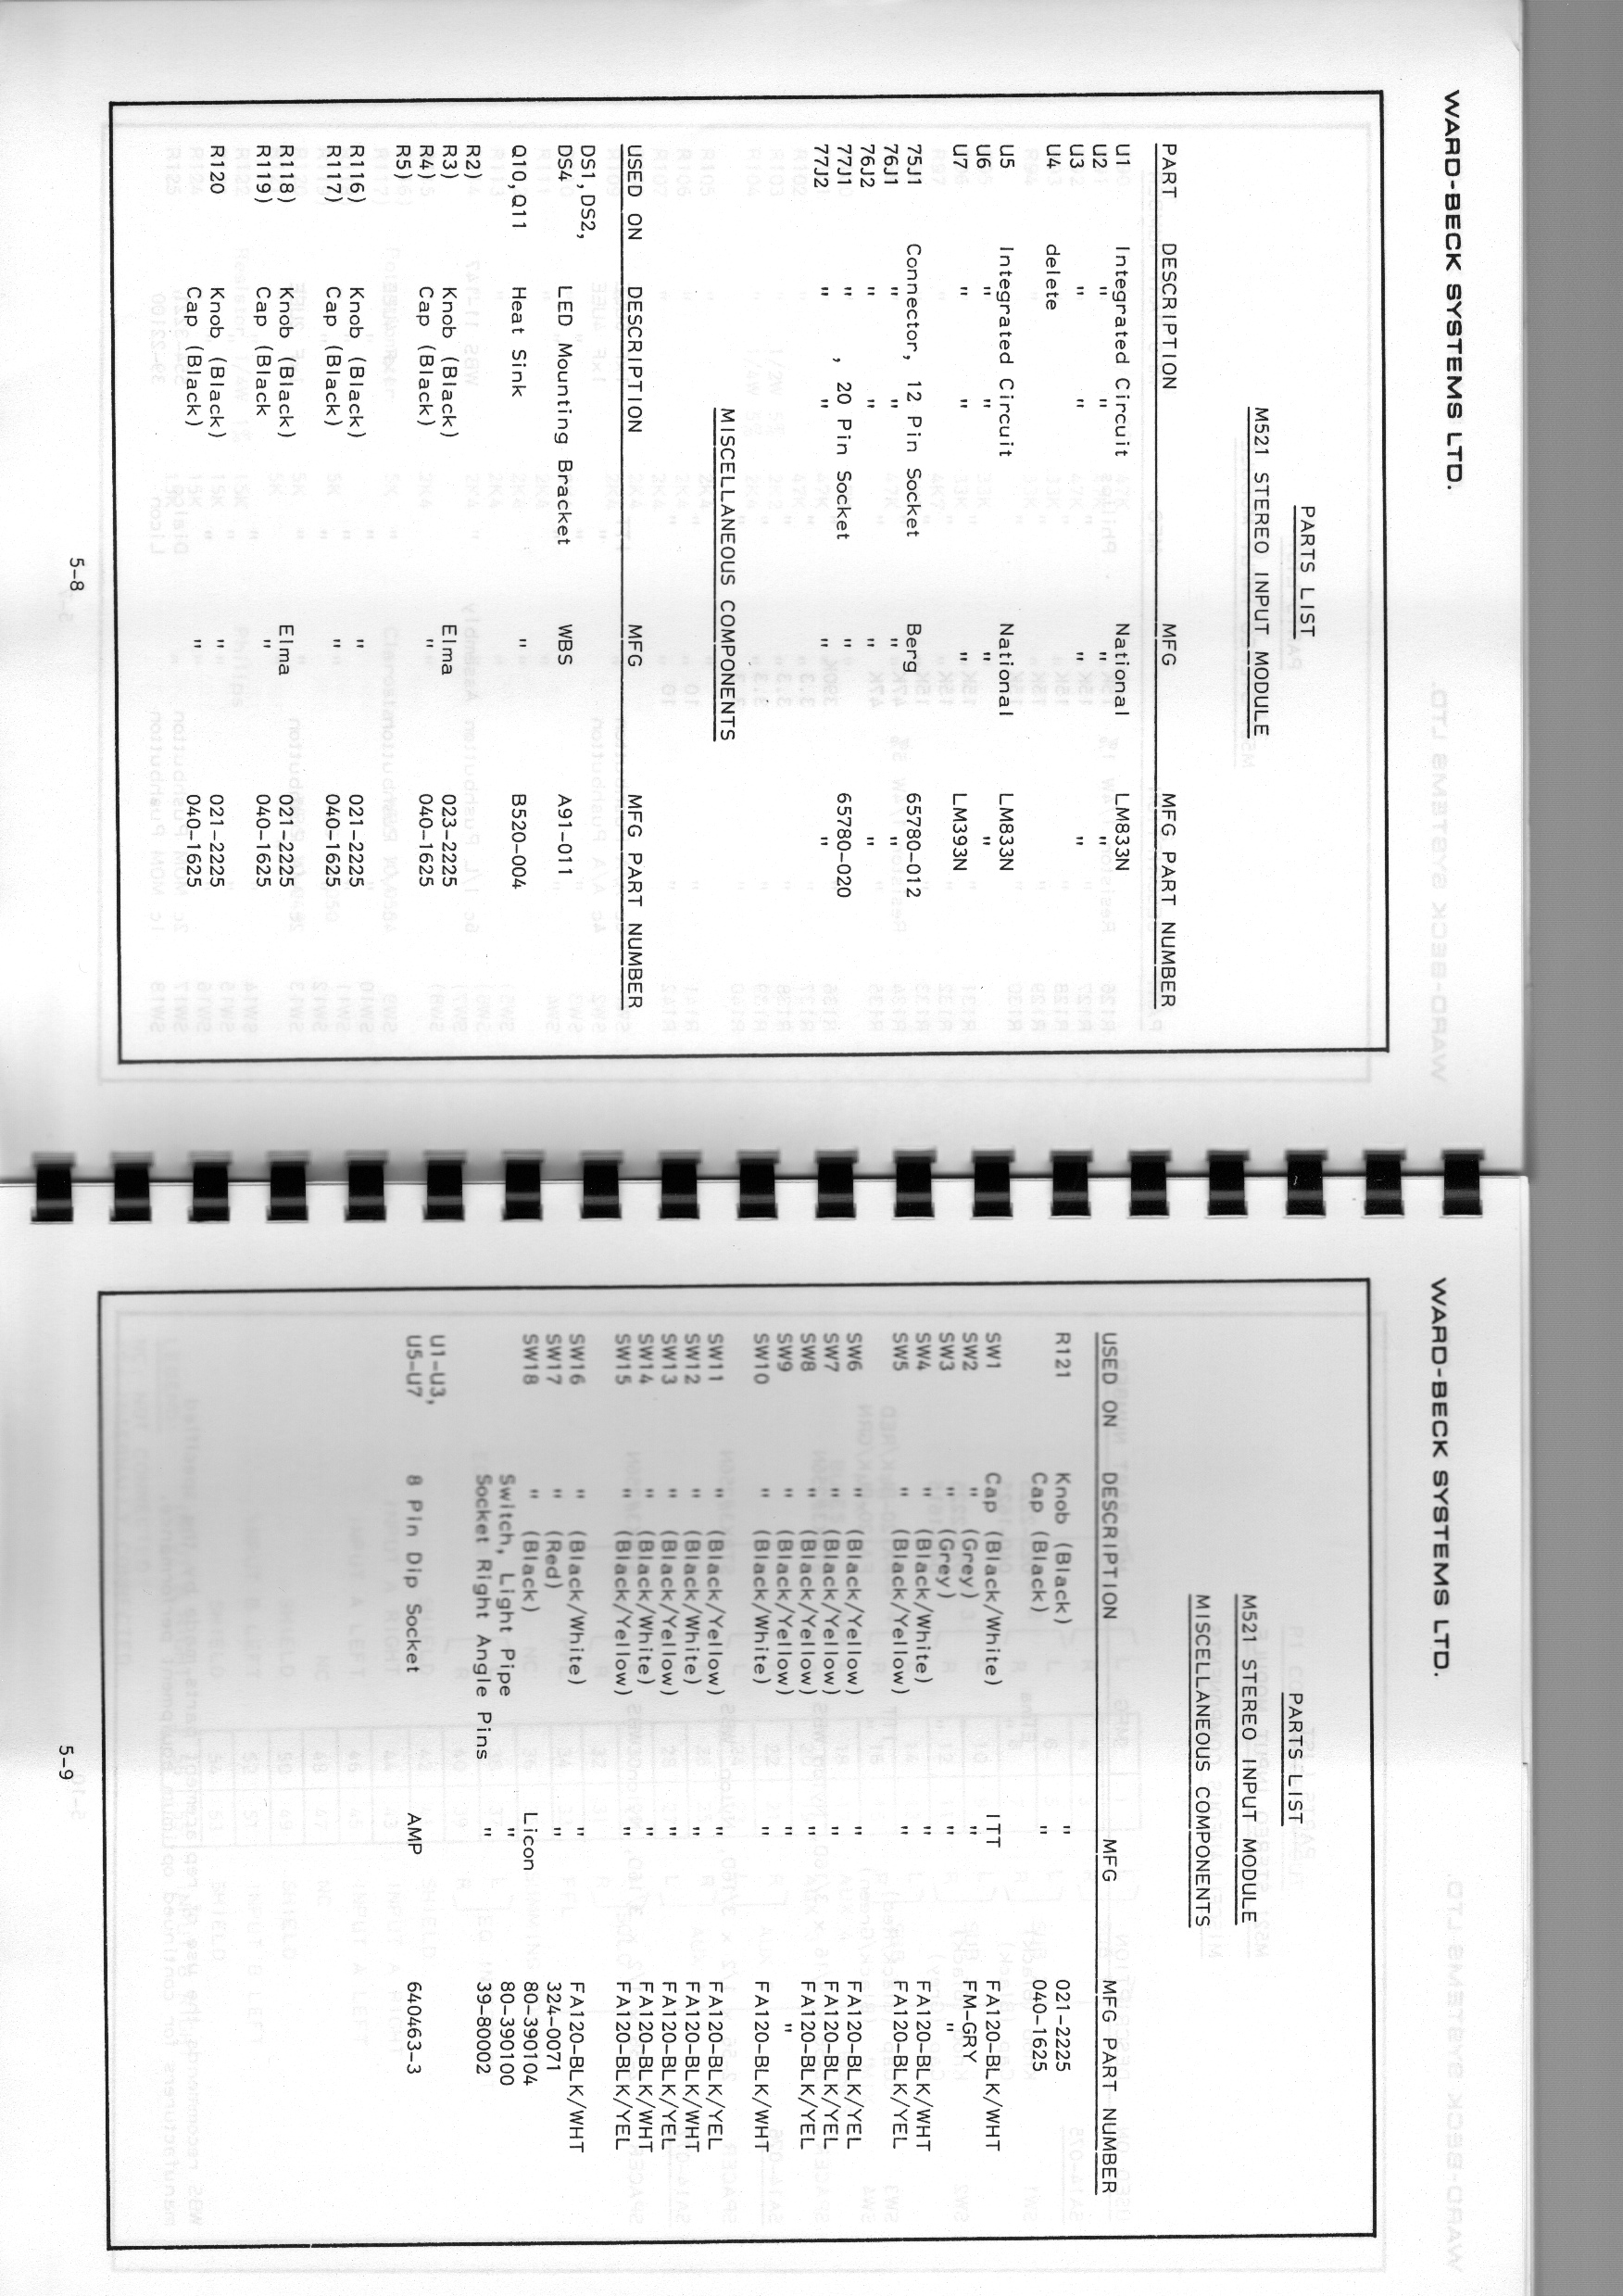 WARD-BECK SYSTEMS LTD.
PARTS LIST
M521 STEREO INPUT MODULE
PART DESCRIPTION MFG MFG PART NUMBER
U1 Integrated Circuit National LM833N
U2 " " " "
U3 " " " "
U4 delete
U5 Integrated Circuit National LM833N
U6 " " " "
U7 " " " LM393N
75J1 Connector, 12 Pin Socket Berg 65780-012
76J1 " " " "
76J2 " " " "
77J1 " , 20 Pin Socket " 65780-020
77J2 " " " "
MISCELLANEOUS COMPONENTS
USED ON DESCRIPTION MFG MFG PART NUMBER
DS1,DS2,
DS4 LED Mounting Bracket WBS A91-011
Q10,Q11 Heat Sink " B520-004
R2)
R3) Knob (Black) Elma 023-2225
R4) Cap (Black) " 040-1625
R5)
R116) Knob (Black) " 021-2225
R117) Cap (Black) " 040-1625
R118) Knob (Black) Elma 021-2225
R119) Cap (Black " 040-1625
R120 Knob (Black) " 021-2225
Cap (Black) " 040-1625
5-8
WARD-BECK SYSTEMS LTD.
PARTS LIST
M521 STEREO INPUT MODULE
MISCELLANEOUS COMPONENTS
USED ON DESCRIPTION MFG MFG PART NUMBER
R121 Knob (Black) " 021-2225
Cap (Black) " 040-1625
SW1 Cap (Black/White) ITT FA120-BLK/WHT
SW2 " (Grey) " FM-GRY
SW3 " (Grey) " "
SW4 " (Black/White) " FA120-BLK/WHT
SW5 " (Black/Yellow) " FA120-BLK/YEL
SW6 " (Black/Yellow) " FA120-BLK/YEL
SW7 " (Black/Yellow) " FA120-BLK/YEL
SW8 " (Black/Yellow) FA120-BLK/YEL
SW9 " (Black/Yellow) " "
SW10 " (Black/White) " FA120-BLK/WHT
SW11 " (Black/Yellow) " FA120-BLK/YEL
SW12 " (Black/White) " FA120-BLK/WHT
SW13 " (Black/Yellow) " FA120-BLK/YEL
SW14 " (Black/White) " FA120-BLK/WHT
SW15 " (Black/Yellow) " FA120-BLK/YEL
SW16 " (Black/White) " FA120-BLK/WHT
SW17 " (Red) " 324-0071
SW18 " (Black) Licon 80-390104
Switch, Light Pipe " 80-390100
Socket Right Angle Pins " 39-80002
U1-U3,
U5-U7 8 Pin Dip Socket AMP 640463-3
5-9